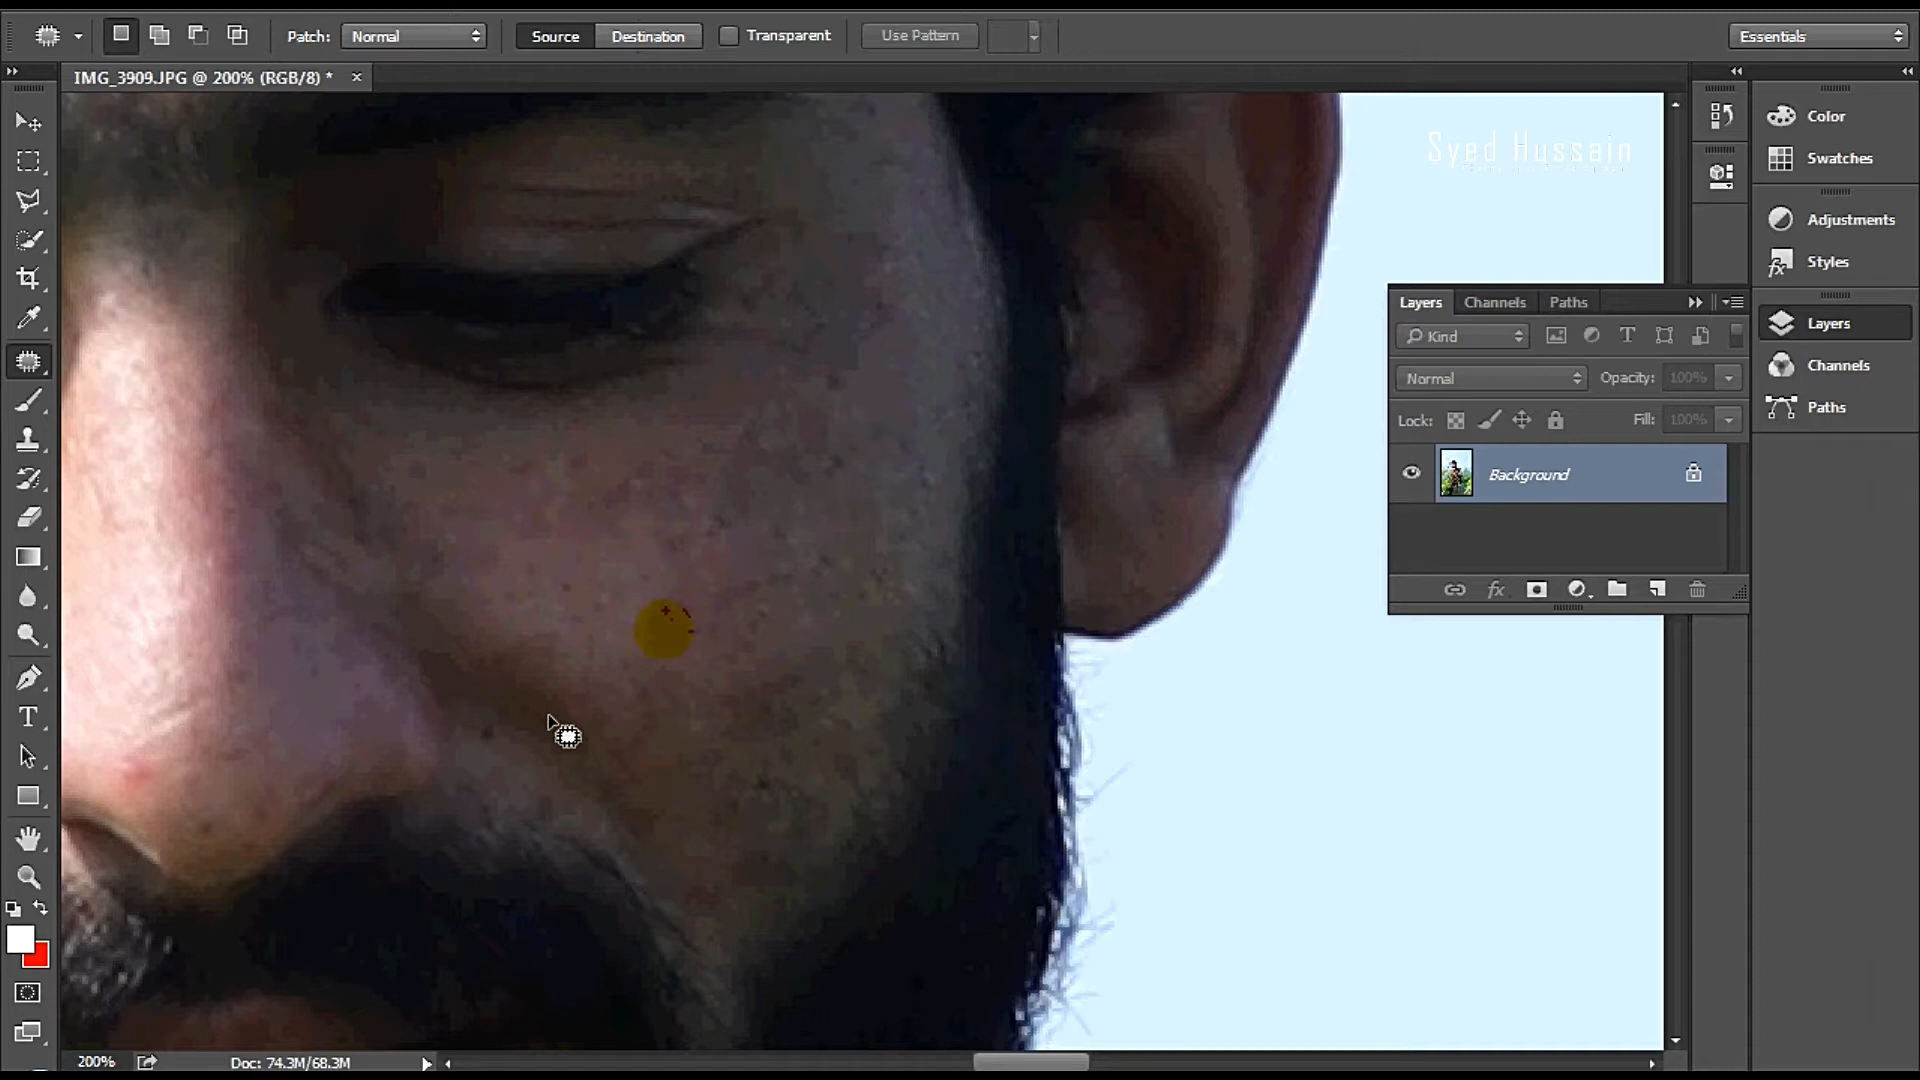 Patch: Normal Source Destination Transparent Use Pattern Essentials
IMG_3909.JPG @ 200% (RGB/8) * ×
Syed Hussain
Color
Swatches
Adjustments
Styles
Layers
Channels
Paths
Layers Channels Paths
Kind
Normal Opacity: 100%
Lock: Fill: 100%
Background
200% Doc: 74.3M/68.3M